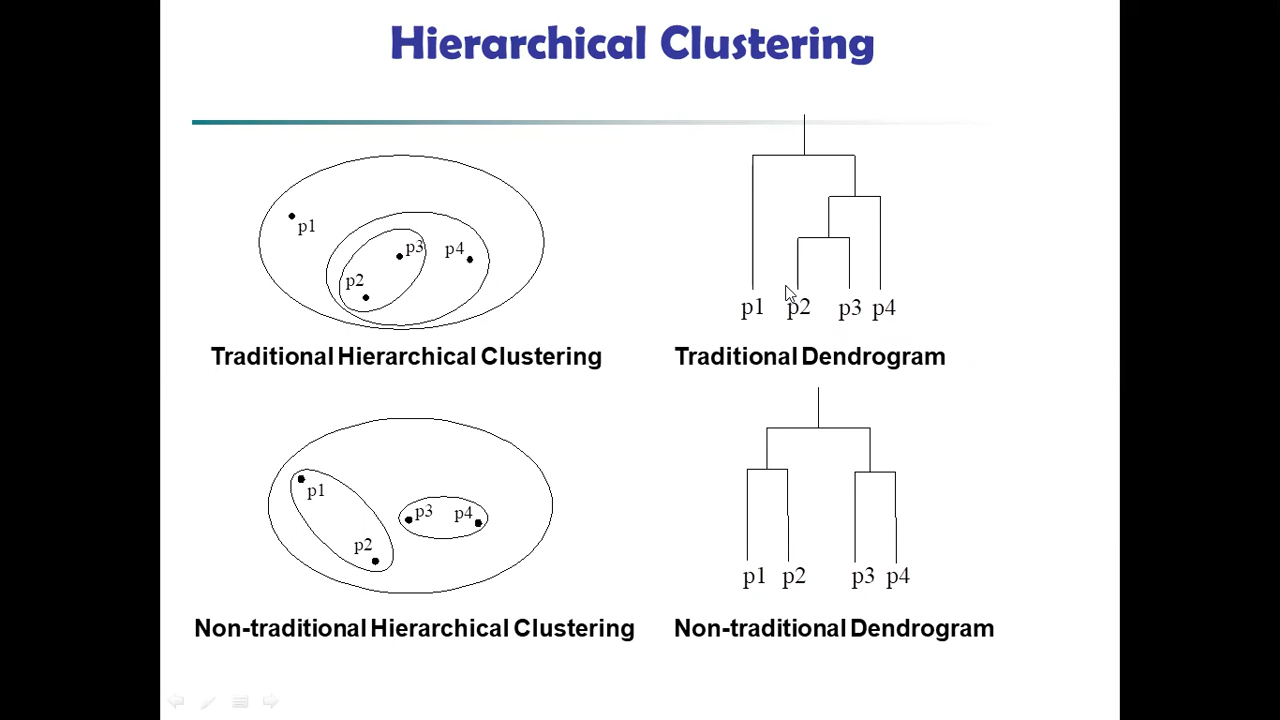 Hierarchical Clustering
p1
p3
p4
p2
Traditional Hierarchical Clustering
p1 p2 p3 p4
Traditional Dendrogram
p1
p3
p4
p2
Non-traditional Hierarchical Clustering
p1 p2 p3 p4
Non-traditional Dendrogram